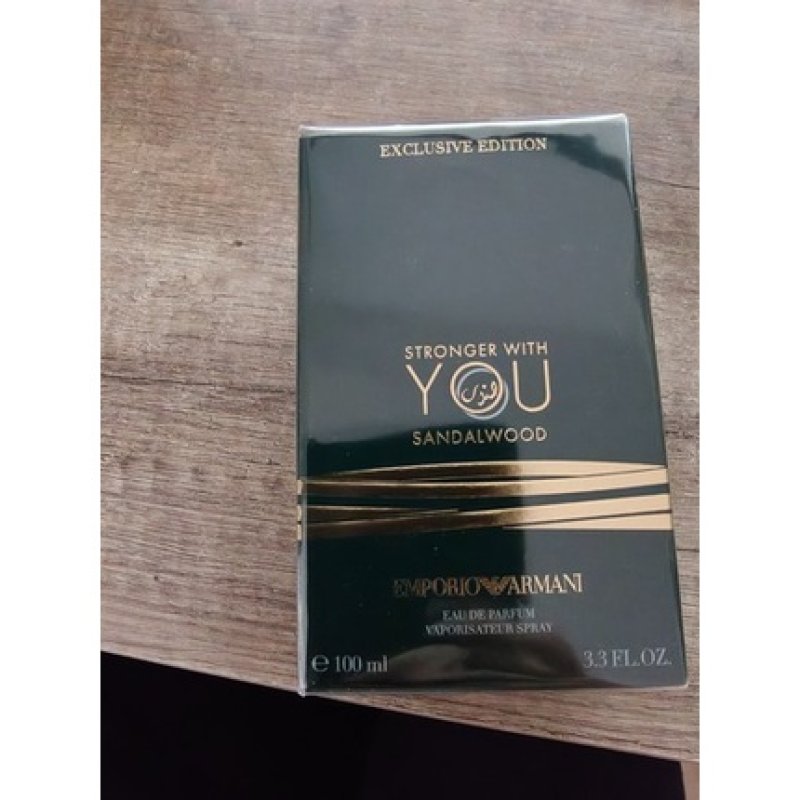 EXCLUSIVE EDITION
STRONGER WITH
YOU
SANDALWOOD
EMPORIO ARMANI
EAU DE PARFUM
VAPORISATEUR SPRAY
e 100 ml 3.3 FL.OZ.